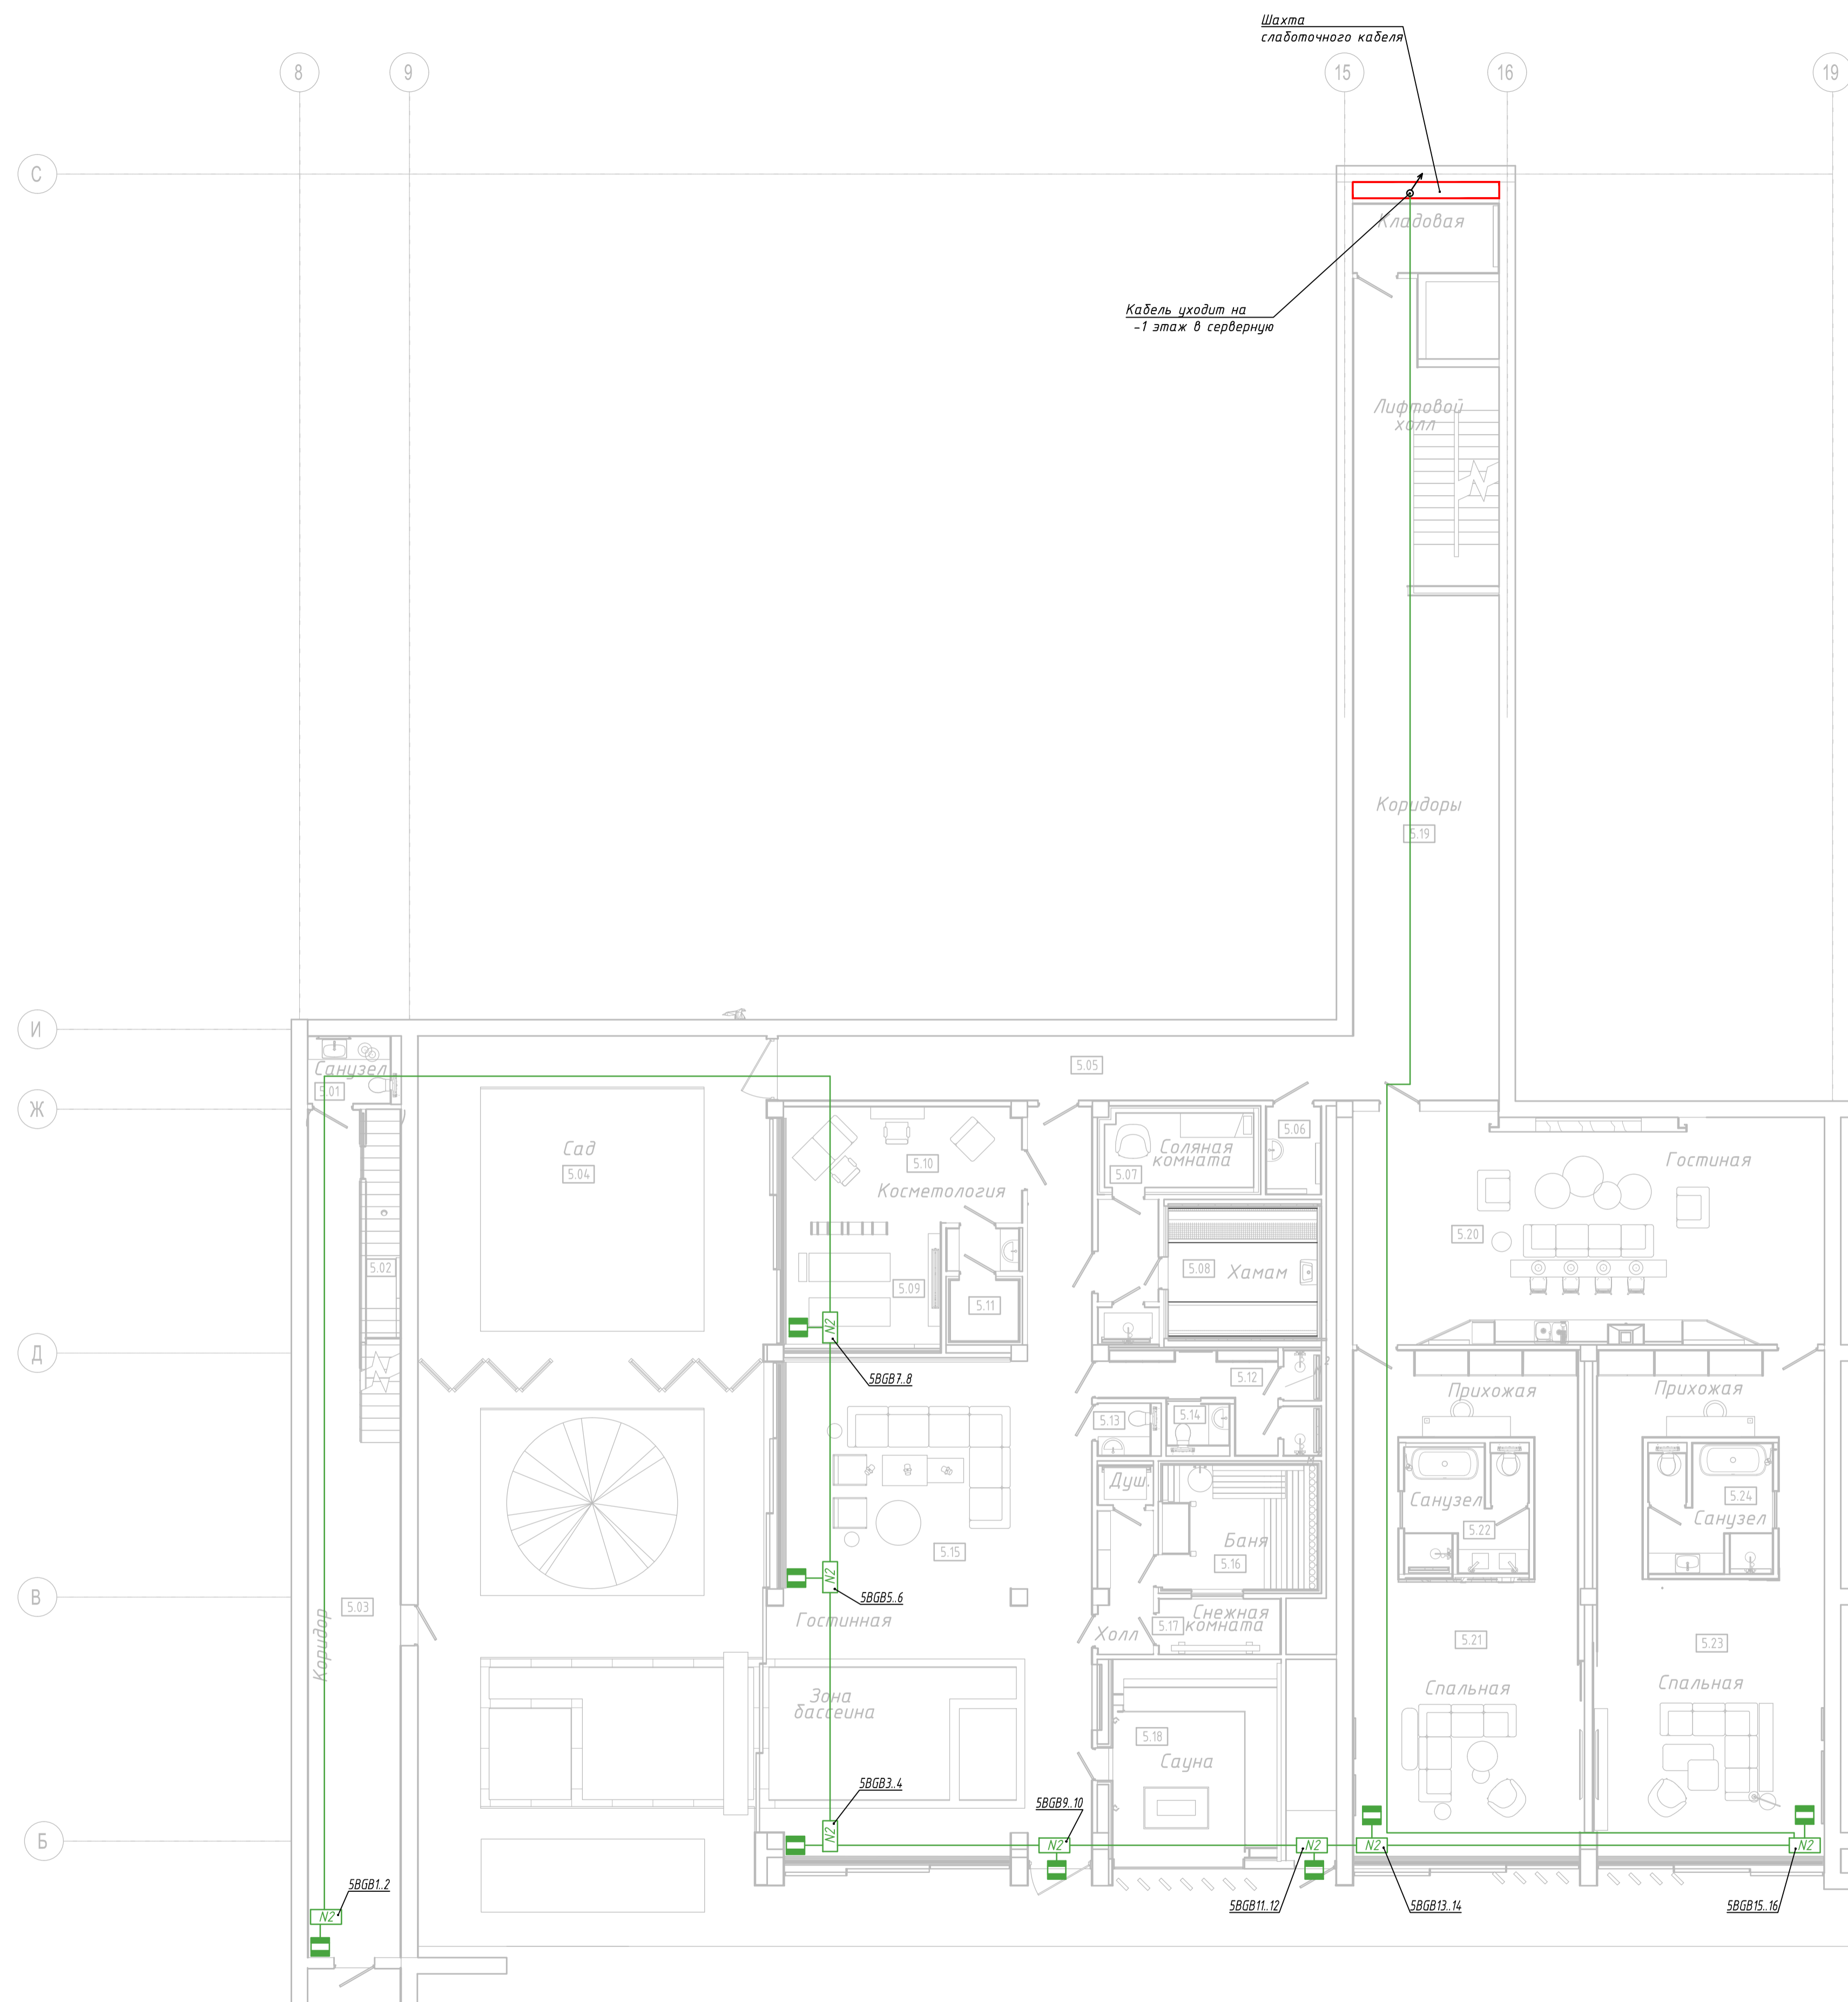 Шахта
слаботочного кабеля
8
9
15
16
19
С
Кладовая
Кабель уходит на
-1 этаж в серверную
Лифтовой
холл
Коридоры
5.19
И
5.05
Санузел
5.01
Ж
Сад
5.04
5.10
Косметология
Соляная
комната
5.07
5.06
Гостиная
5.20
5.02
5.09
5.11
5.08
Хамам
N2
Д
5BGB7..8
5.12
Прихожая
Прихожая
5.13
5.14
Душ.
Санузел
5.22
5.24
Санузел
Баня
5.16
5.15
N2
В
5BGB5..6
5.03
Коридор
Гостинная
Холл
5.17
Снежная
комната
5.21
5.23
Спальная
Спальная
Зона
бассеина
5.18
Сауна
5BGB3..4
5BGB9..10
Б
N2
N2
N2
N2
N2
5BGB1..2
N2
5BGB11..12
5BGB13..14
5BGB15..16